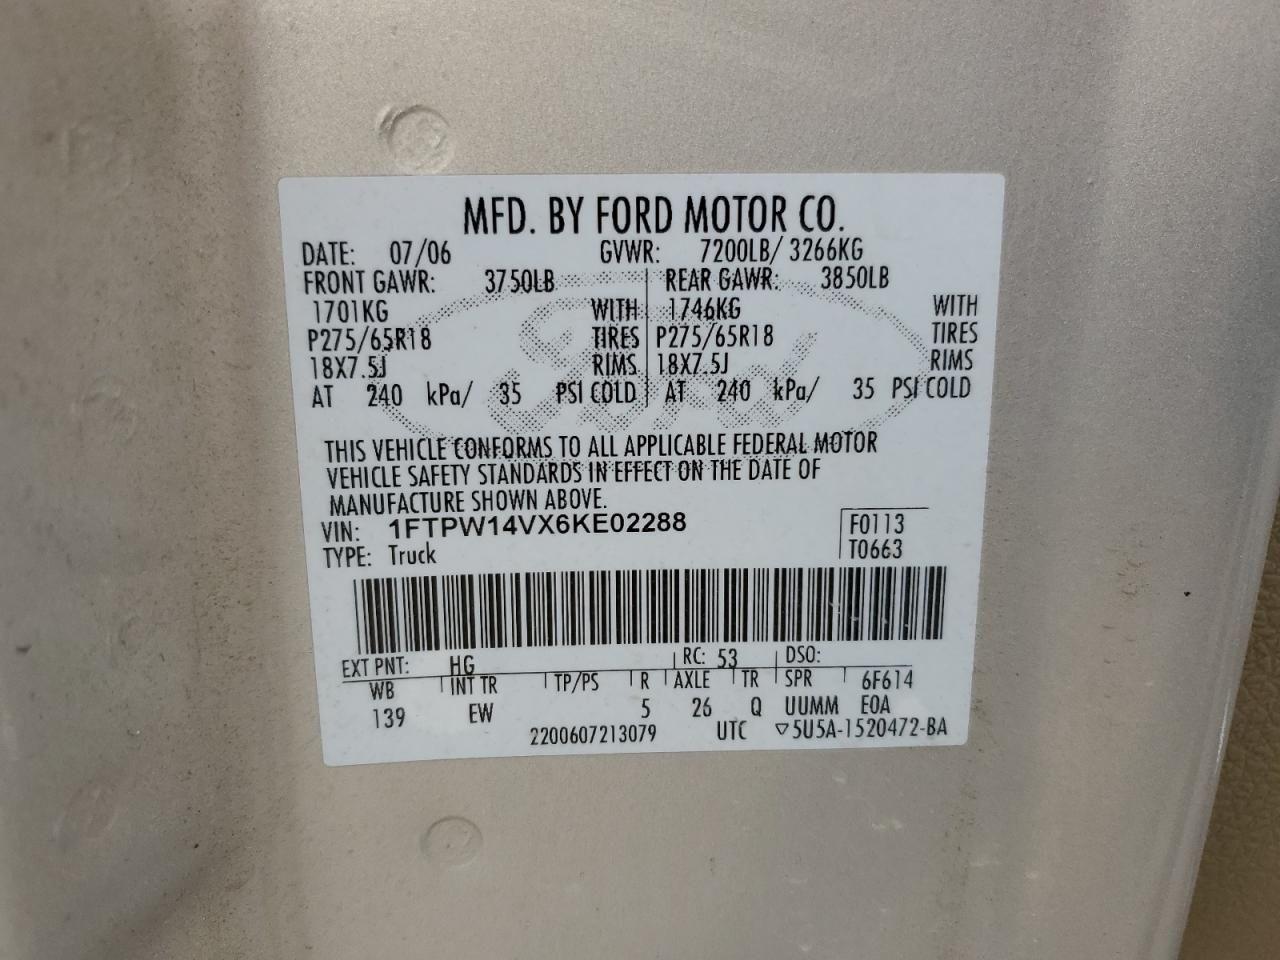 MFD. BY FORD MOTOR CO.
DATE: 07/06 GVWR: 7200LB/ 3266KG
FRONT GAWR: 3750LB REAR GAWR: 3850LB
1701KG WITH 1746KG WITH
P275/65R18 TIRES P275/65R18 TIRES
18X7.5J RIMS 18X7.5J RIMS
AT 240 kPa/ 35 PSI COLD AT 240 kPa/ 35 PSI COLD
Ford
THIS VEHICLE CONFORMS TO ALL APPLICABLE FEDERAL MOTOR
VEHICLE SAFETY STANDARDS IN EFFECT ON THE DATE OF
MANUFACTURE SHOWN ABOVE.
VIN: 1FTPW14VX6KE02288 F0113
TYPE: Truck T0663
EXT PNT: HG RC: 53 DSO:
WB INT TR TP/PS R AXLE TR SPR 6F614
139 EW 5 26 Q UUMM EOA
2200607213079 UTC ▽5U5A-1520472-BA